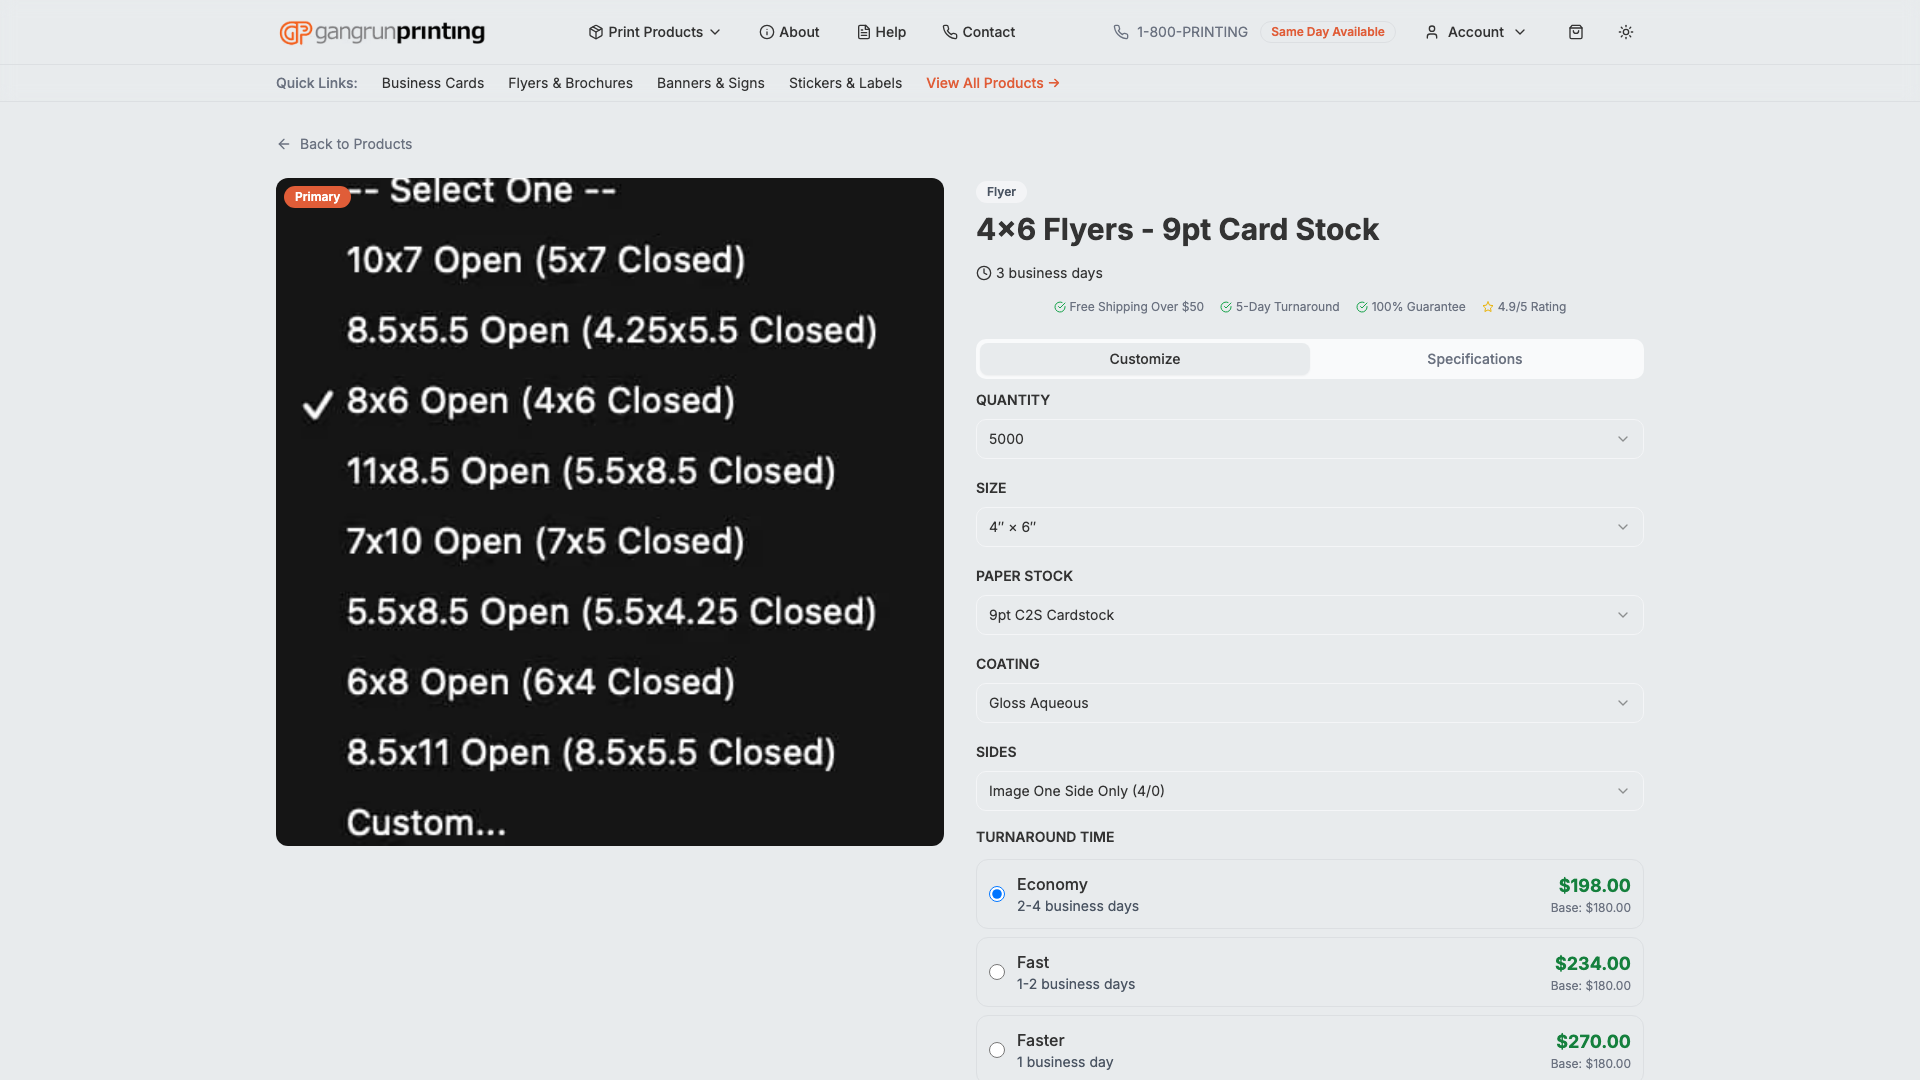 gangrunprinting
Print Products
About
Help
Contact
1-800-PRINTING
Same Day Available
Account
Quick Links:
Business Cards
Flyers & Brochures
Banners & Signs
Stickers & Labels
View All Products →
← Back to Products
Primary
-- Select One --
10x7 Open (5x7 Closed)
8.5x5.5 Open (4.25x5.5 Closed)
✓ 8x6 Open (4x6 Closed)
11x8.5 Open (5.5x8.5 Closed)
7x10 Open (7x5 Closed)
5.5x8.5 Open (5.5x4.25 Closed)
6x8 Open (6x4 Closed)
8.5x11 Open (8.5x5.5 Closed)
Custom...
Flyer
4×6 Flyers - 9pt Card Stock
3 business days
Free Shipping Over $50
5-Day Turnaround
100% Guarantee
4.9/5 Rating
Customize
Specifications
QUANTITY
5000
SIZE
4″ × 6″
PAPER STOCK
9pt C2S Cardstock
COATING
Gloss Aqueous
SIDES
Image One Side Only (4/0)
TURNAROUND TIME
Economy
$198.00
2-4 business days
Base: $180.00
Fast
$234.00
1-2 business days
Base: $180.00
Faster
$270.00
1 business day
Base: $180.00